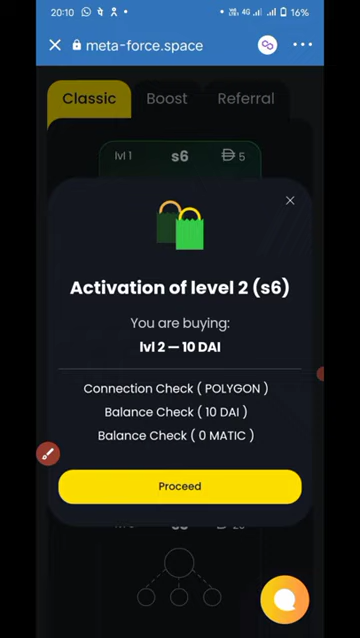 20:10
4G
16%
meta-force.space
Classic
Boost
Referral
lvl 1
s6
5
Activation of level 2 (s6)
You are buying:
lvl 2 — 10 DAI
Connection Check ( POLYGON )
Balance Check ( 10 DAI )
Balance Check ( 0 MATIC )
Proceed